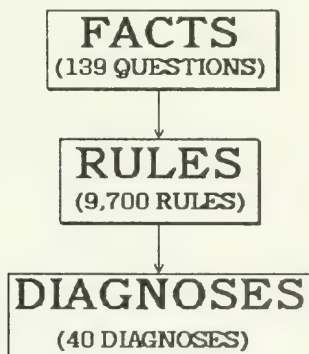 FACTS
(139 QUESTIONS)
RULES
(9,700 RULES)
DIAGNOSES
(40 DIAGNOSES)